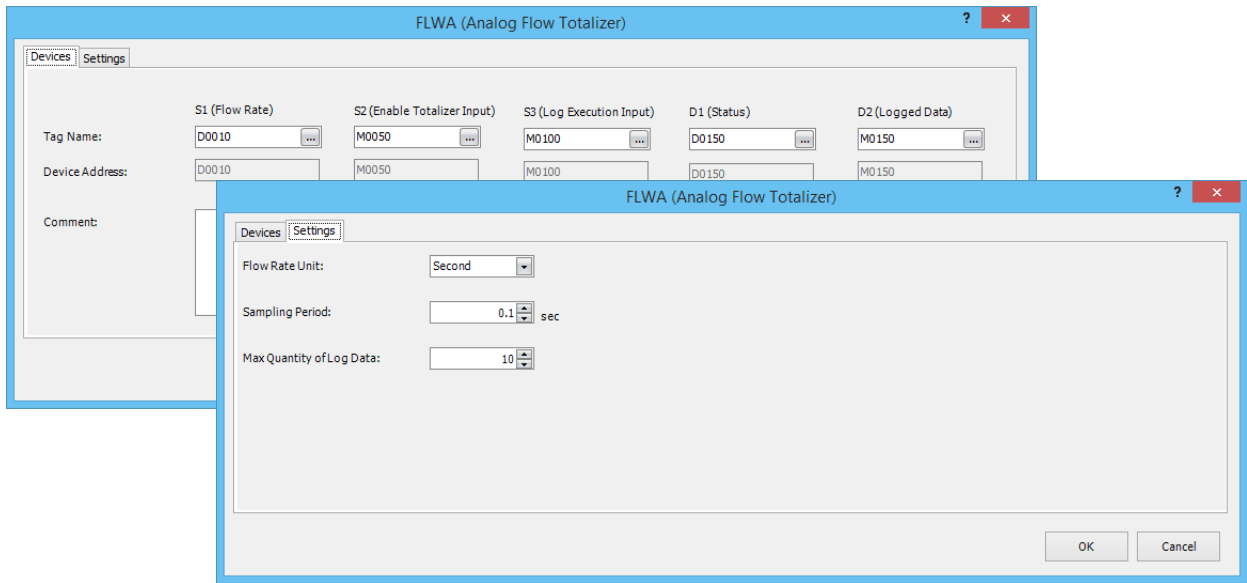 FLWA (Analog Flow Totalizer) ?
Devices Settings
S1 (Flow Rate) S2 (Enable Totalizer Input) S3 (Log Execution Input) D1 (Status) D2 (Logged Data)
Tag Name: D0010 ... M0050 ... M0100 ... D0150 ... M0150 ...
Device Address: D0010 M0050 M0100 D0150 M0150
Comment:
FLWA (Analog Flow Totalizer) ?
Devices Settings
Flow Rate Unit: Second
Sampling Period: 0.1 sec
Max Quantity of Log Data: 10
OK Cancel